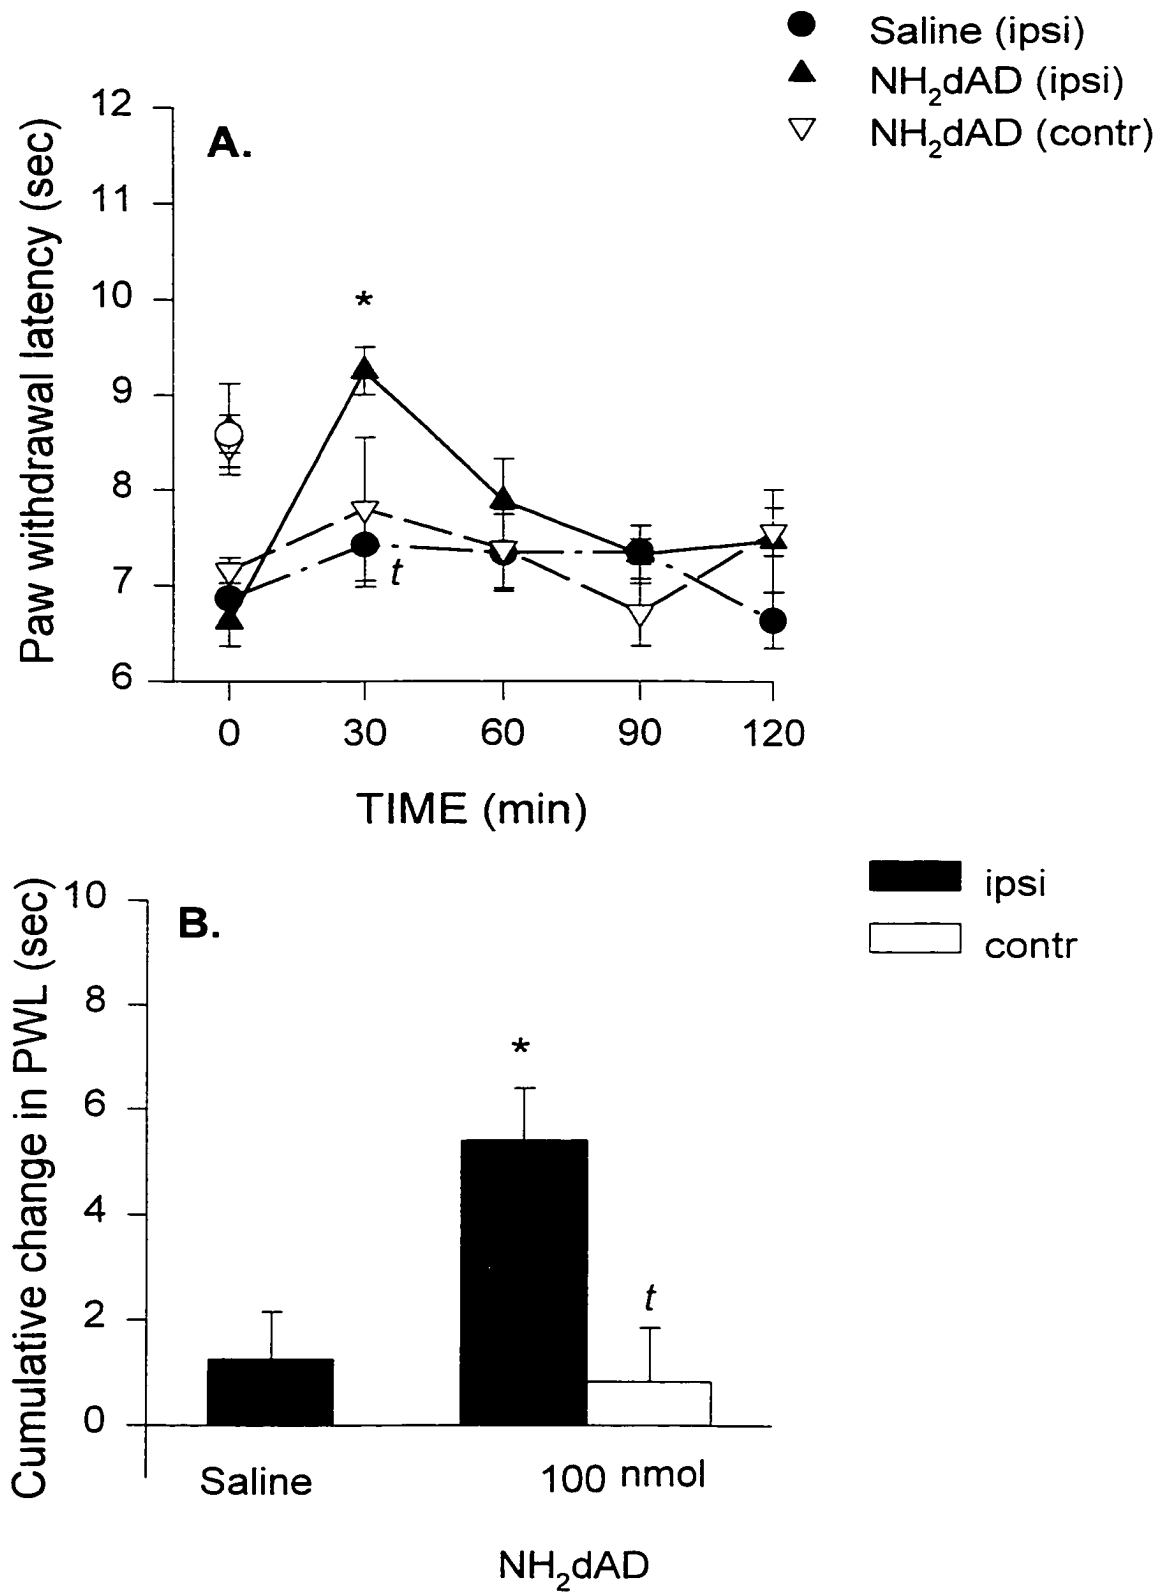 Saline (ipsi)
NH₂dAD (ipsi)
NH₂dAD (contr)
A.
Paw withdrawal latency (sec)
12
11
10
9
8
7
6
*
t
0 30 60 90 120
TIME (min)
ipsi
contr
B.
Cumulative change in PWL (sec)
10
8
6
4
2
0
*
t
Saline 100 nmol
NH₂dAD